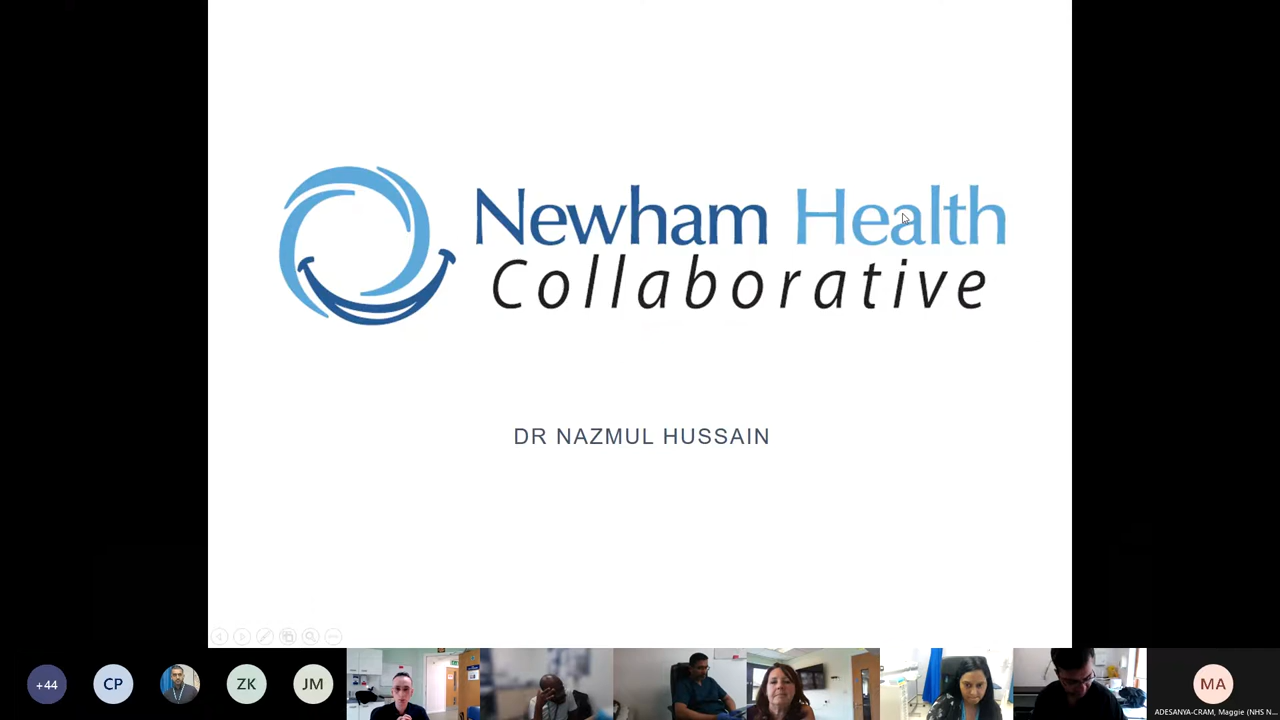 Newham Health
Collaborative
DR NAZMUL HUSSAIN
+44
CP
ZK
JM
MA
ADESANYA-CRAM, Maggie (NHS N...